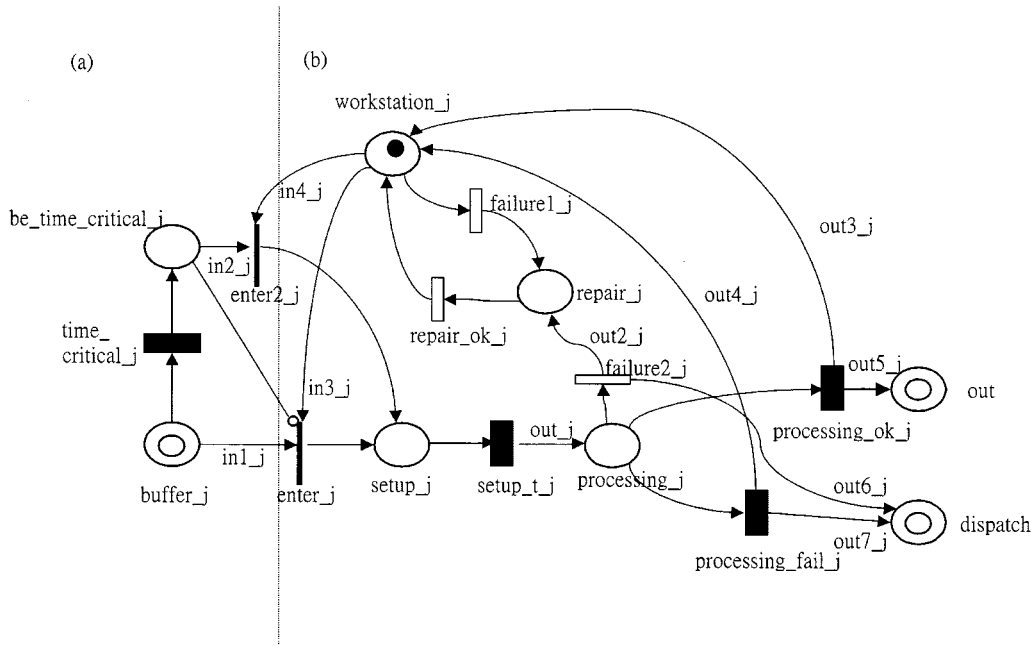 (a)
(b)
workstation_j
in4_j
failure1_j
be_time_critical_j
out3_j
in2_j
enter2_j
repair_j
out4_j
time_
critical_j
repair_ok_j
out2_j
failure2_j
in3_j
out5_j
out
processing_ok_j
in1_j
out_j
buffer_j
enter_j
setup_j
setup_t_j
processing_j
out6_j
dispatch
out7_j
processing_fail_j